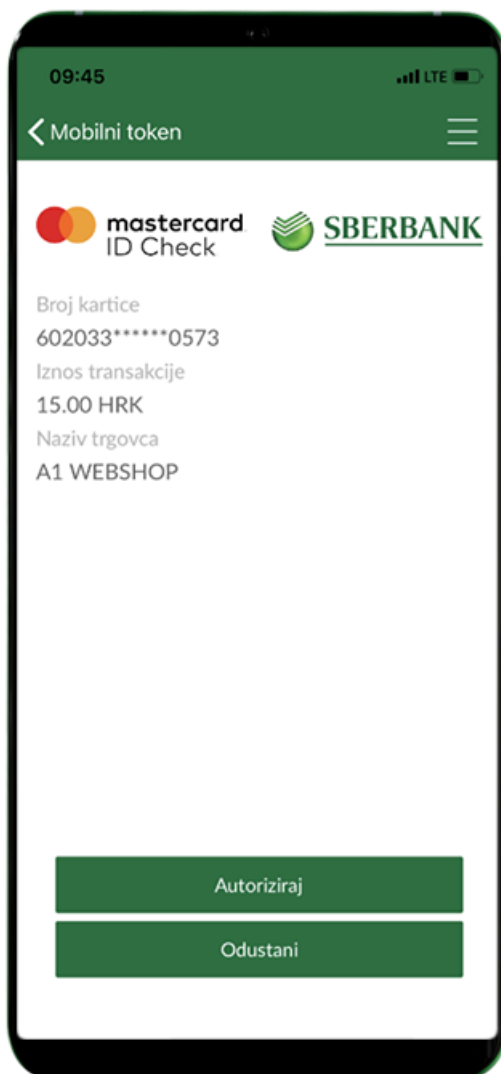 09:45
LTE
Mobilni token
mastercard
ID Check
SBERBANK
Broj kartice
602033******0573
Iznos transakcije
15.00 HRK
Naziv trgovca
A1 WEBSHOP
Autoriziraj
Odustani